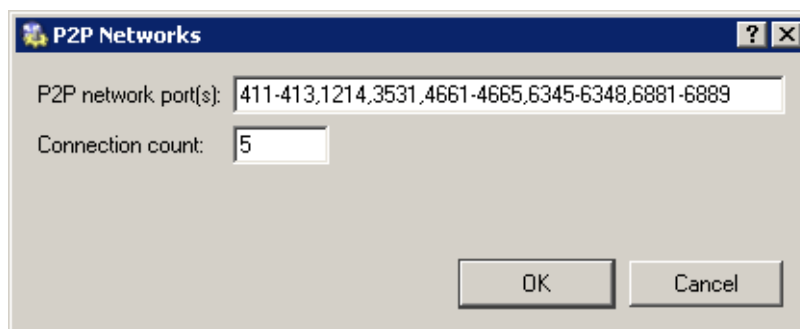 P2P Networks
P2P network port(s): 411-413,1214,3531,4661-4665,6345-6348,6881-6889
Connection count: 5
OK Cancel